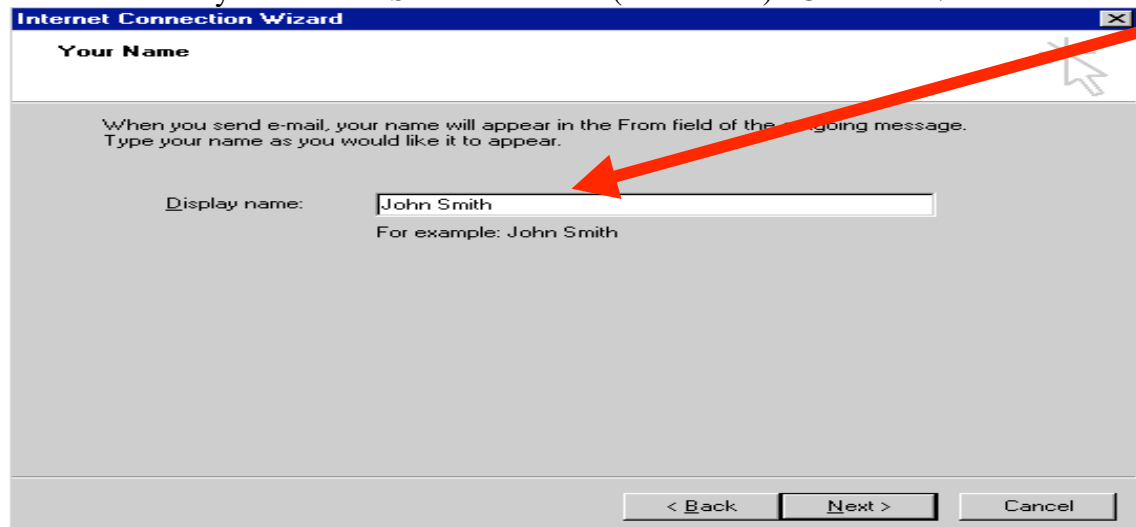 Internet Connection Wizard
Your Name
When you send e-mail, your name will appear in the From field of the outgoing message.
Type your name as you would like it to appear.
Display name:
John Smith
For example: John Smith
< Back
Next >
Cancel